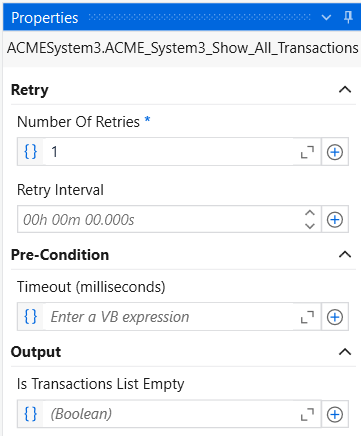 Properties
ACMESystem3.ACME_System3_Show_All_Transactions
Retry
Number Of Retries *
{} 1
Retry Interval
00h 00m 00.000s
Pre-Condition
Timeout (milliseconds)
{} Enter a VB expression
Output
Is Transactions List Empty
{} (Boolean)